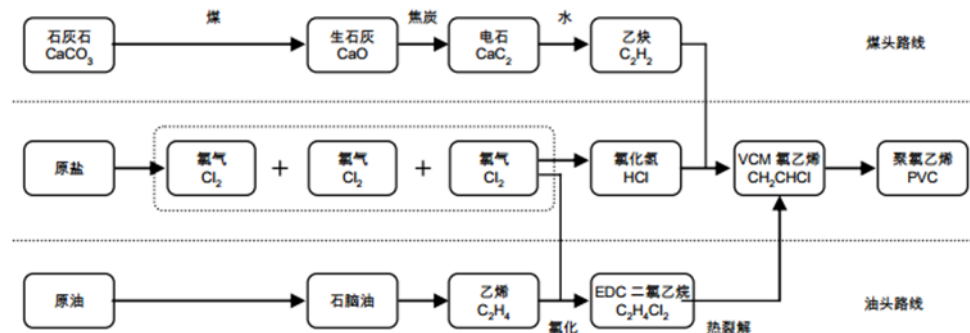 煤
焦炭
水
石灰石
CaCO₃
生石灰
CaO
电石
CaC₂
乙炔
C₂H₂
煤头路线
原盐
氯气
Cl₂
+
氯气
Cl₂
+
氯气
Cl₂
氯化氢
HCl
VCM 氯乙烯
CH₂CHCl
聚氯乙烯
PVC
原油
石脑油
乙烯
C₂H₄
氯化
EDC 二氯乙烷
C₂H₄Cl₂
热裂解
油头路线